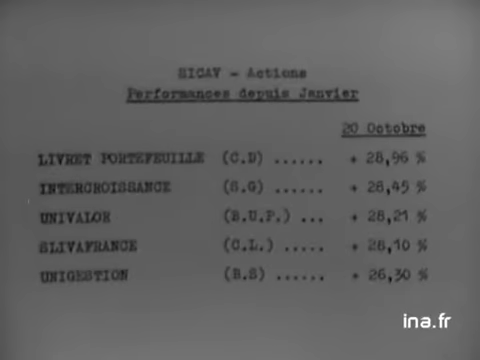 SICAV - Actions
Performances depuis Janvier
20 Octobre
LIVRET PORTEFEUILLE (C.D) ...... + 28,96 %
INTERCROISSANCE (S.G) ...... + 28,45 %
UNIVALOR (B.U.P.) ... + 28,21 %
SLIVAFRANCE (C.L.) ..... + 28,10 %
UNIGESTION (B.S) ...... + 26,30 %
ina.fr